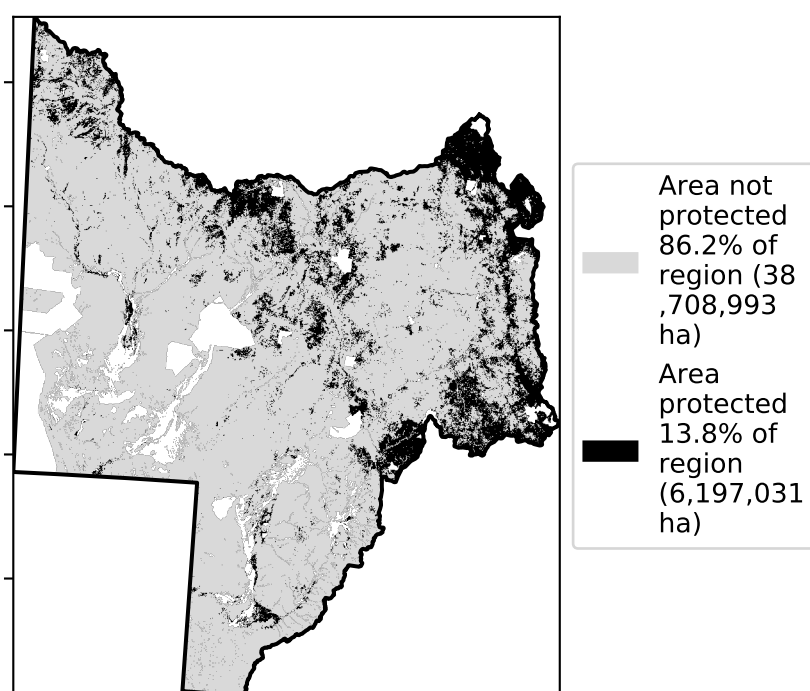 Area not
protected
86.2% of
region (38
,708,993
ha)
Area
protected
13.8% of
region
(6,197,031
ha)